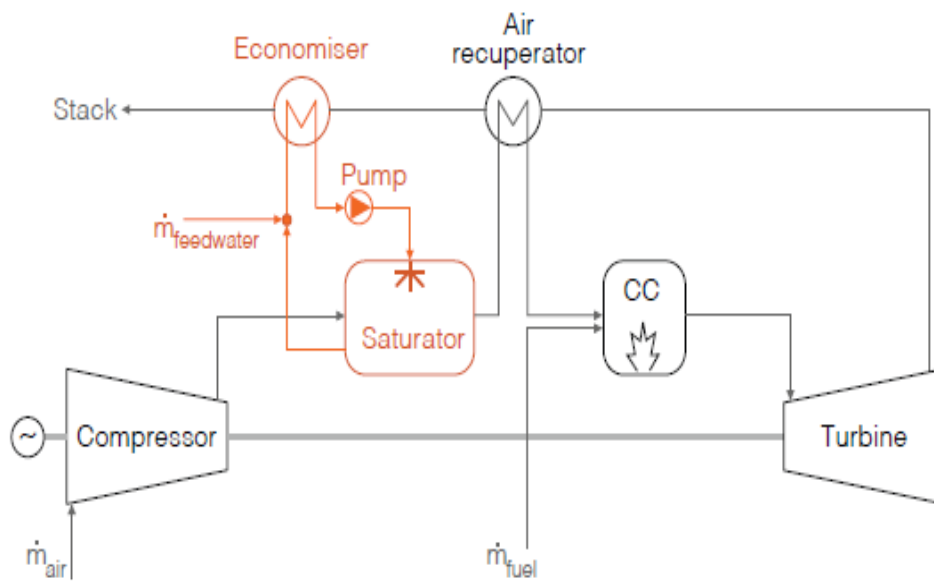 Economiser
Air
recuperator
Stack
Pump
ṁfeedwater
CC
Saturator
~
Compressor
Turbine
ṁair
ṁfuel